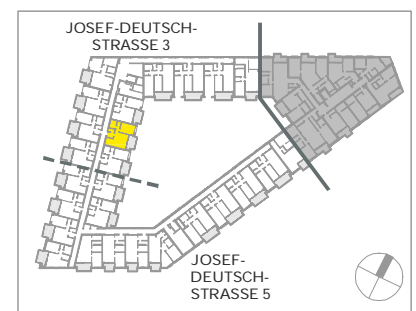 JOSEF-DEUTSCH-
STRASSE 3
JOSEF-
DEUTSCH-
STRASSE 5